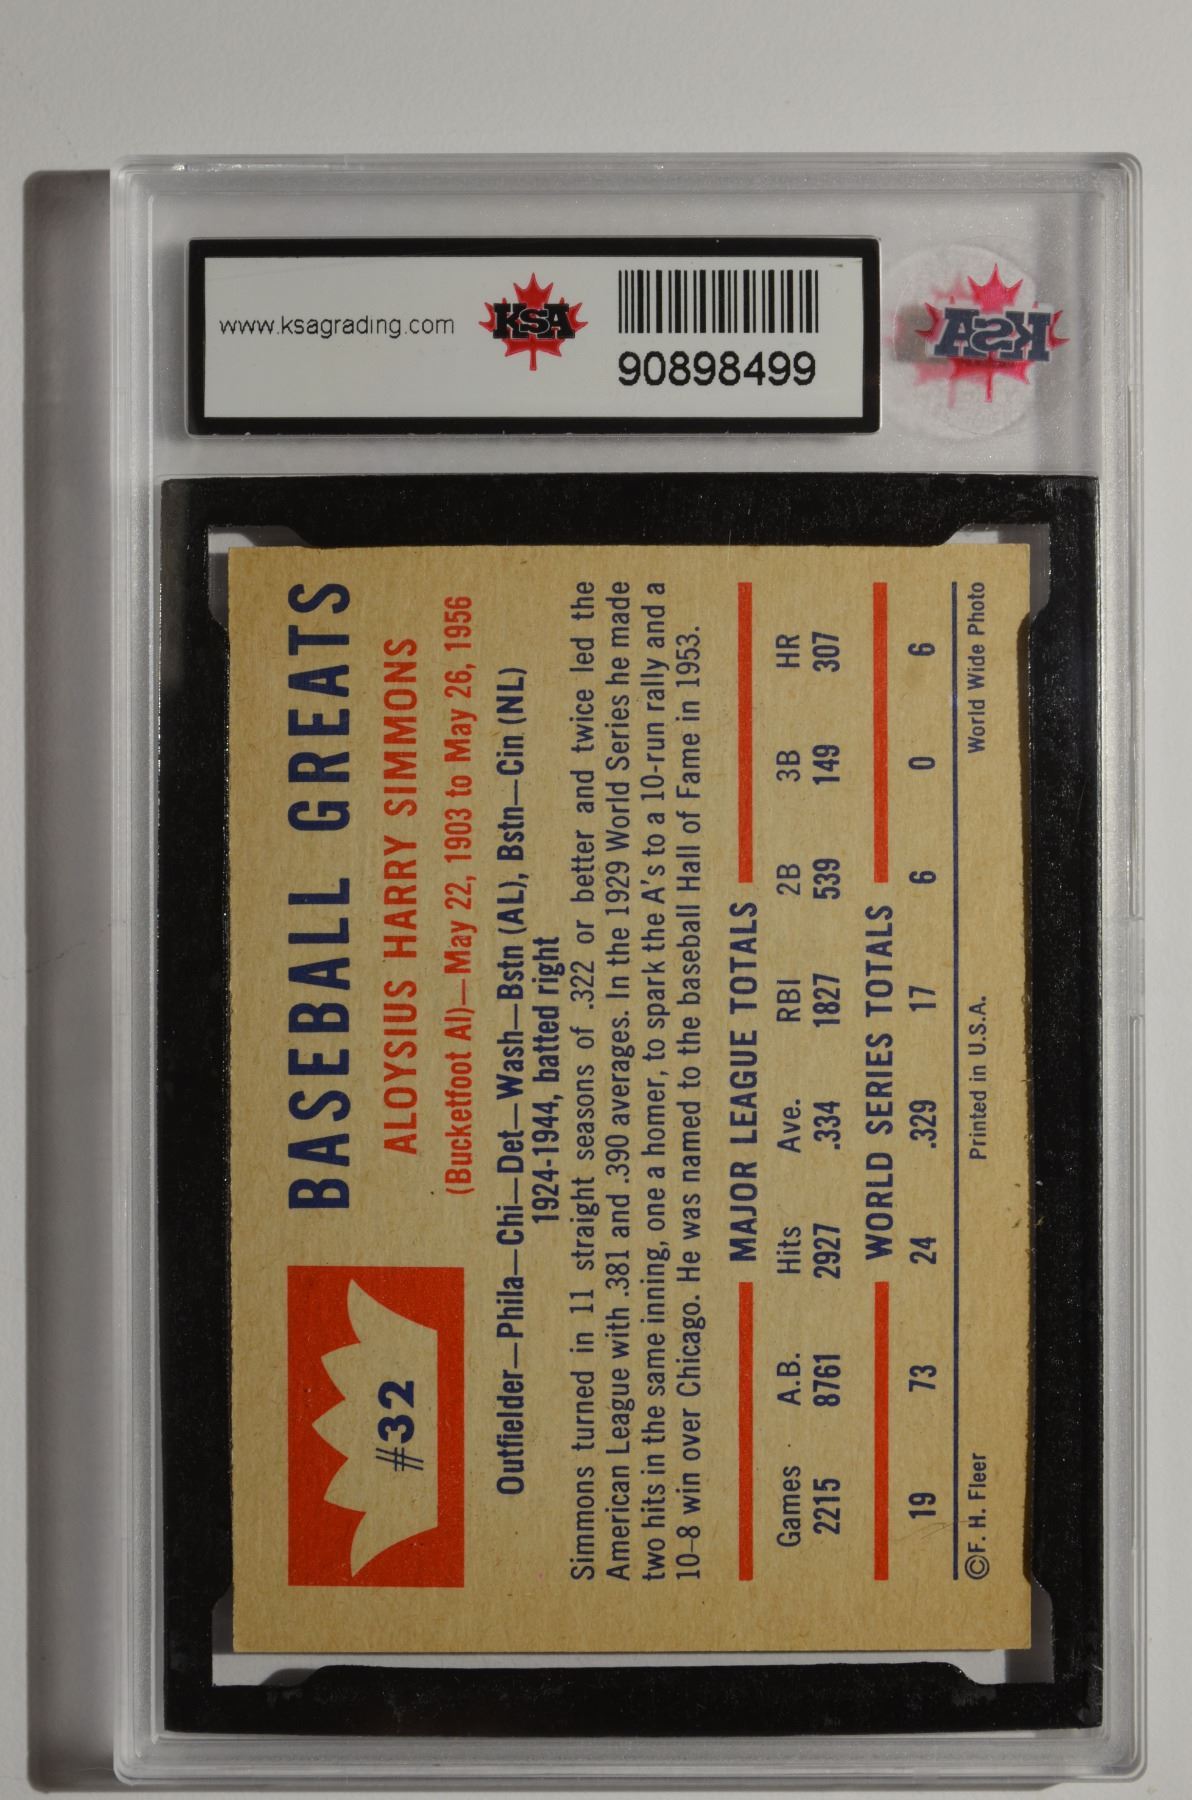 www.ksagrading.com
KSA
90898499
KSA
BASEBALL GREATS
#32
ALOYSIUS HARRY SIMMONS
(Bucketfoot Al)—May 22, 1903 to May 26, 1956
Outfielder—Phila—Chi—Det—Wash—Bstn (AL), Bstn—Cin (NL)
1924-1944, batted right
Simmons turned in 11 straight seasons of .322 or better and twice led the
American League with .381 and .390 averages. In the 1929 World Series he made
two hits in the same inning, one a homer, to spark the A's to a 10-run rally and a
10-8 win over Chicago. He was named to the baseball Hall of Fame in 1953.
MAJOR LEAGUE TOTALS
Games A.B. Hits Ave. RBI 2B 3B HR
2215 8761 2927 .334 1827 539 149 307
WORLD SERIES TOTALS
19 73 24 .329 17 6 0 6
©F. H. Fleer Printed in U.S.A. World Wide Photo